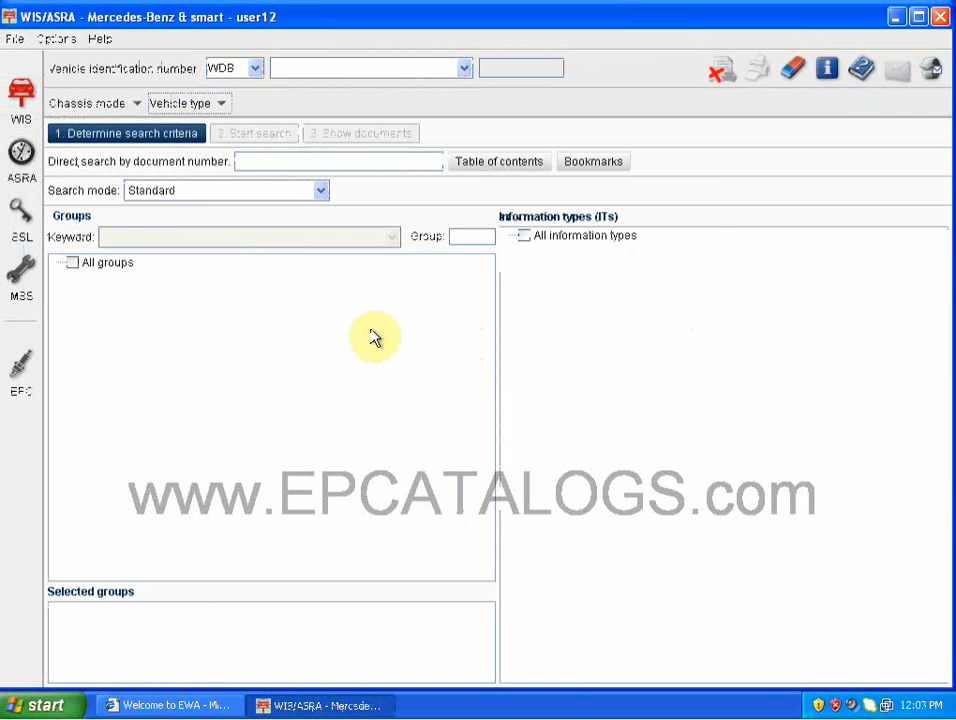 WIS/ASRA - Mercedes-Benz & smart - user12
File Options Help
Vehicle identification number WDB
Chassis mode Vehicle type
1. Determine search criteria 2. Start search 3. Show documents
Direct search by document number. Table of contents Bookmarks
Search mode: Standard
Groups
Information types (ITs)
Keyword: Group:
All information types
All groups
WIS
ASRA
MSS
EPC
www.EPCATALOGS.com
Selected groups
start Welcome to EWA - M... WIS/ASRA - Mercede... 12:03 PM